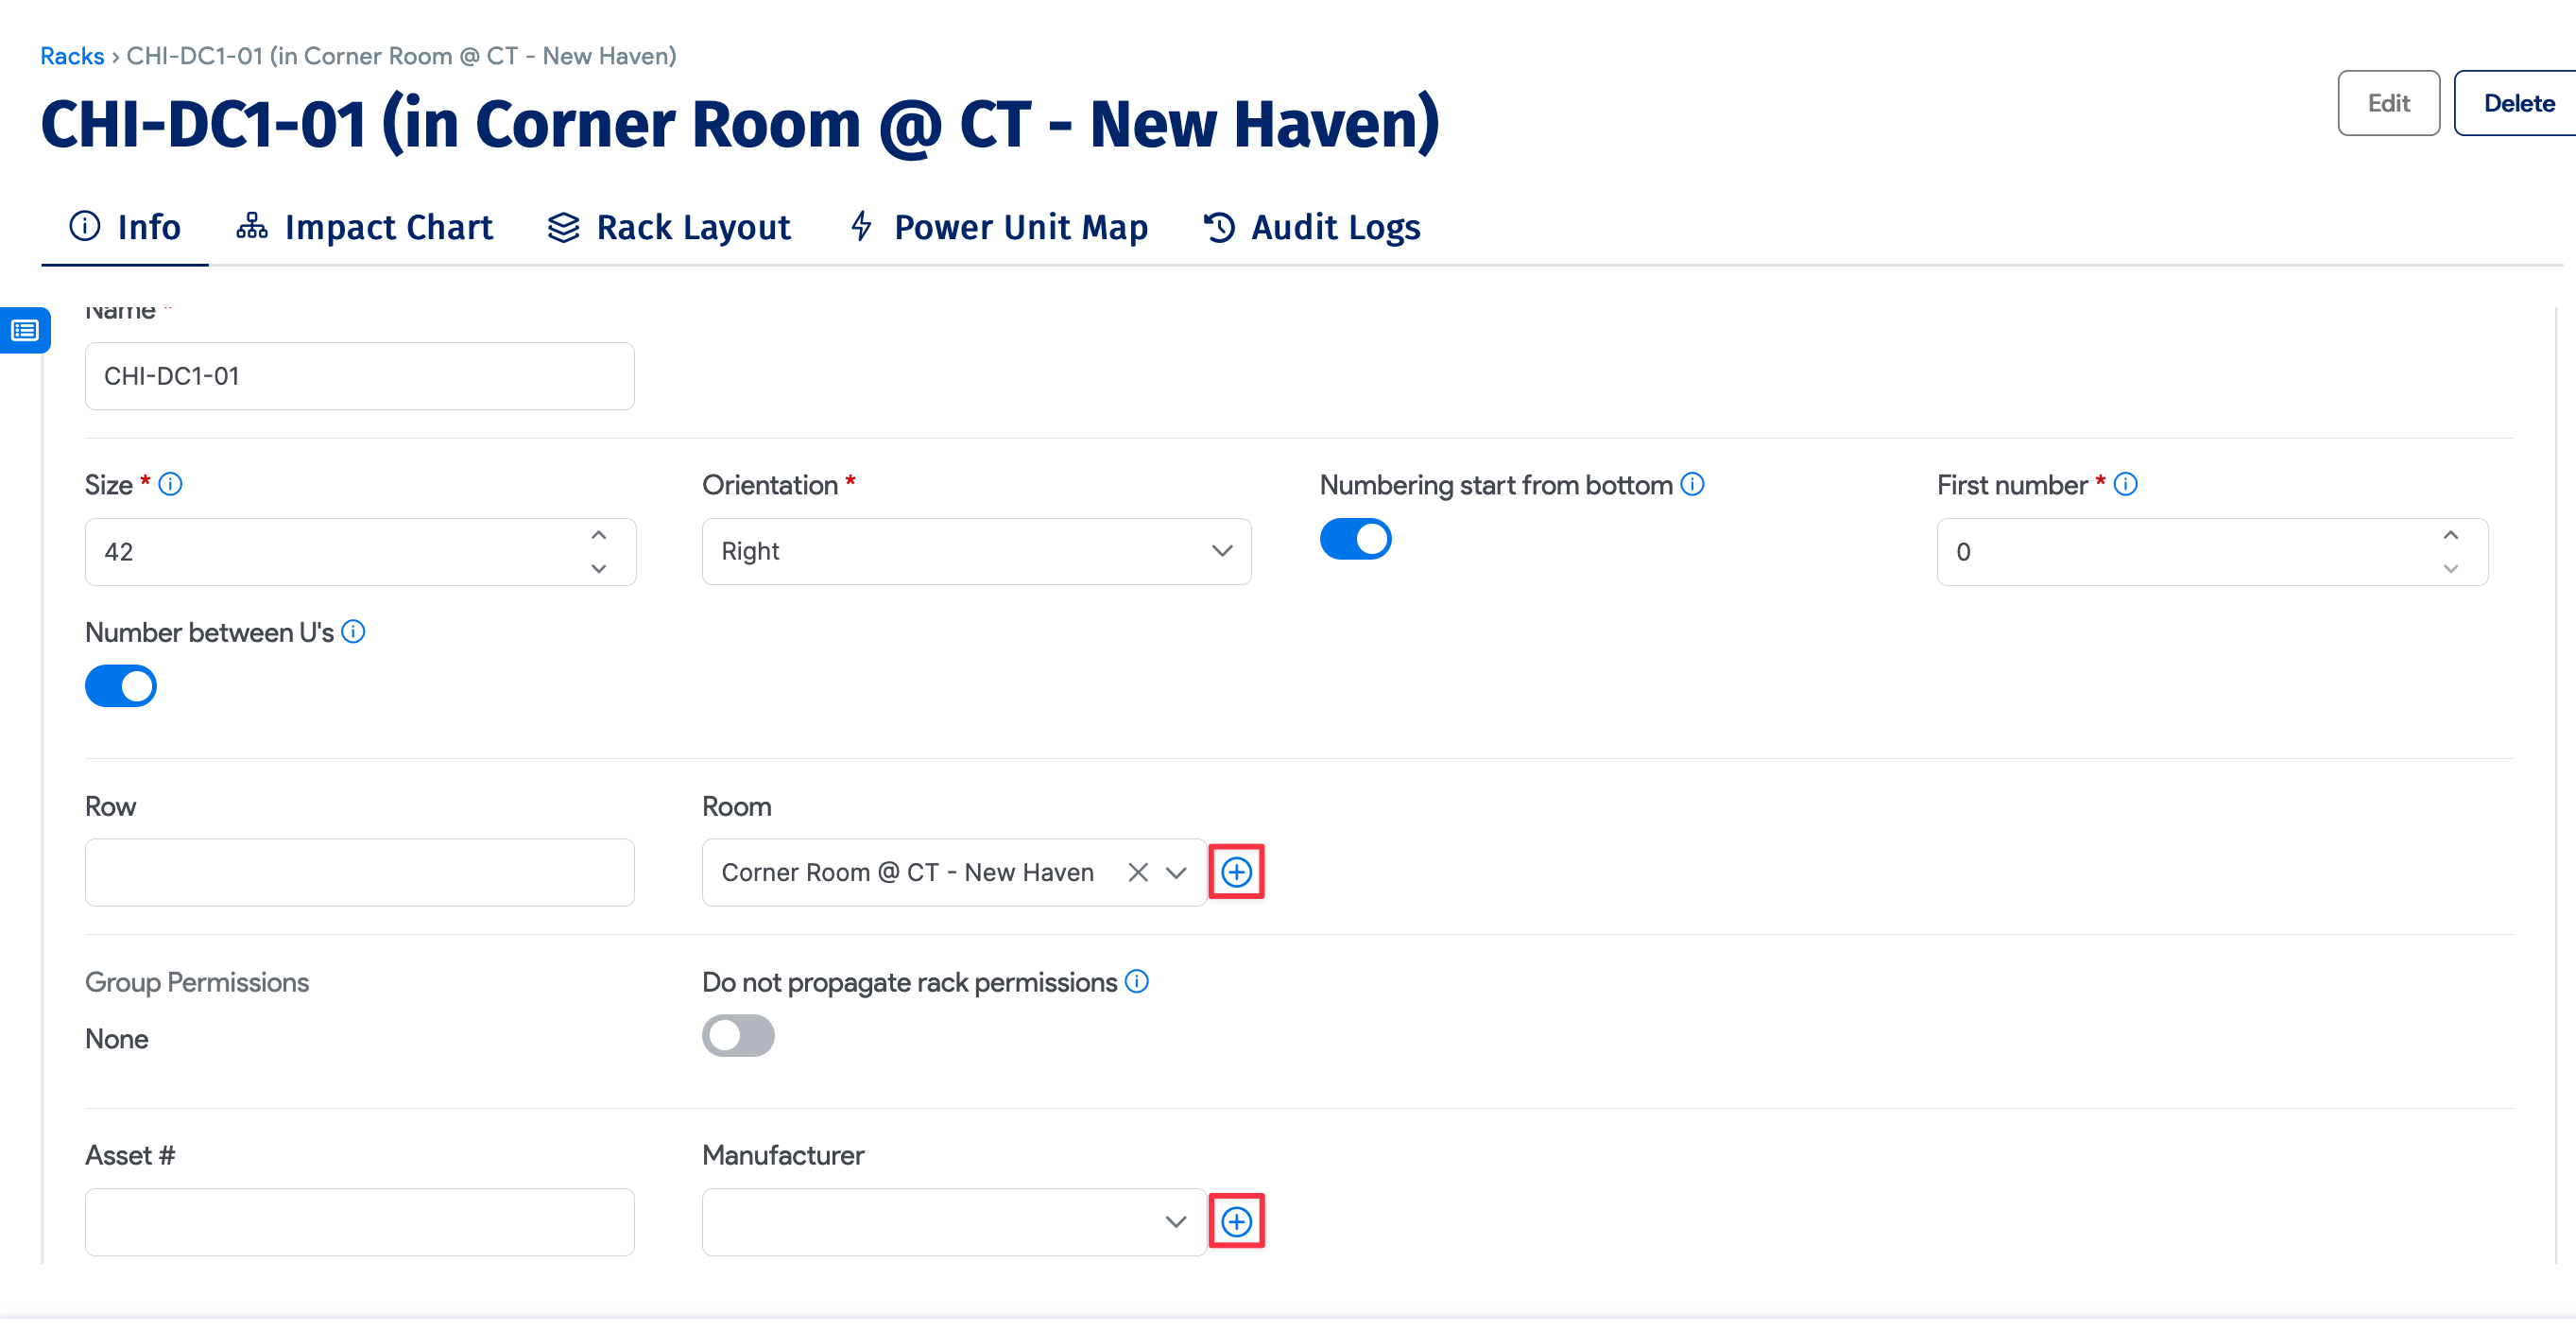 Racks › CHI-DC1-01 (in Corner Room @ CT - New Haven)
CHI-DC1-01 (in Corner Room @ CT - New Haven)
Edit
Delete
Info
Impact Chart
Rack Layout
Power Unit Map
Audit Logs
Name *
CHI-DC1-01
Size *
Orientation *
Numbering start from bottom
First number *
42
Right
0
Number between U's
Row
Room
Corner Room @ CT - New Haven
Group Permissions
Do not propagate rack permissions
None
Asset #
Manufacturer